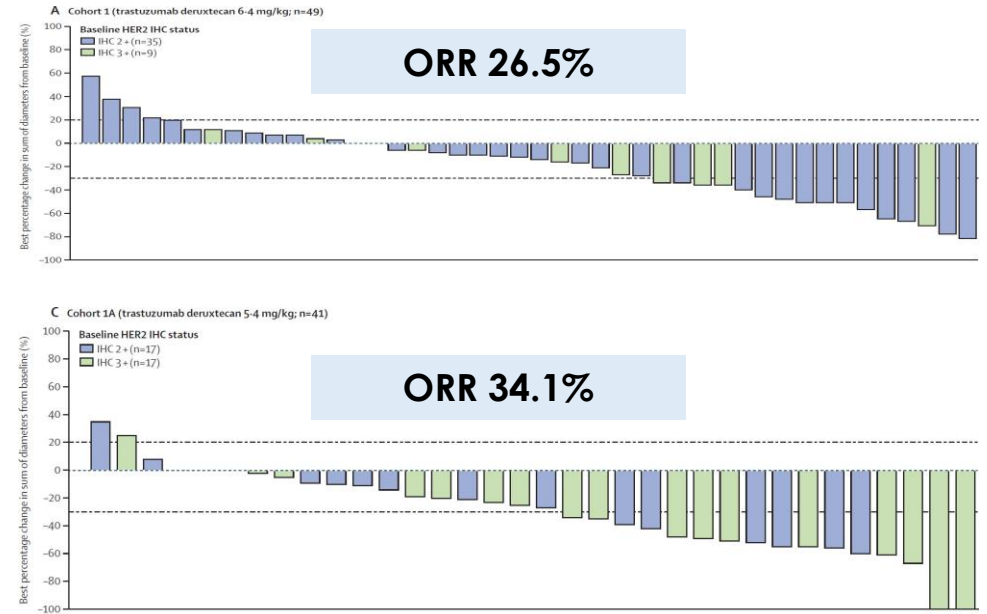 A Cohort 1 (trastuzumab deruxtecan 6·4 mg/kg; n=49)
Best percentage change in sum of diameters from baseline (%)
100
80
60
40
20
0
-20
-40
-60
-80
-100
Baseline HER2 IHC status
IHC 2+ (n=35)
IHC 3+ (n=9)
ORR 26.5%
C Cohort 1A (trastuzumab deruxtecan 5·4 mg/kg; n=41)
Best percentage change in sum of diameters from baseline (%)
100
80
60
40
20
0
-20
-40
-60
-80
-100
Baseline HER2 IHC status
IHC 2+ (n=17)
IHC 3+ (n=17)
ORR 34.1%